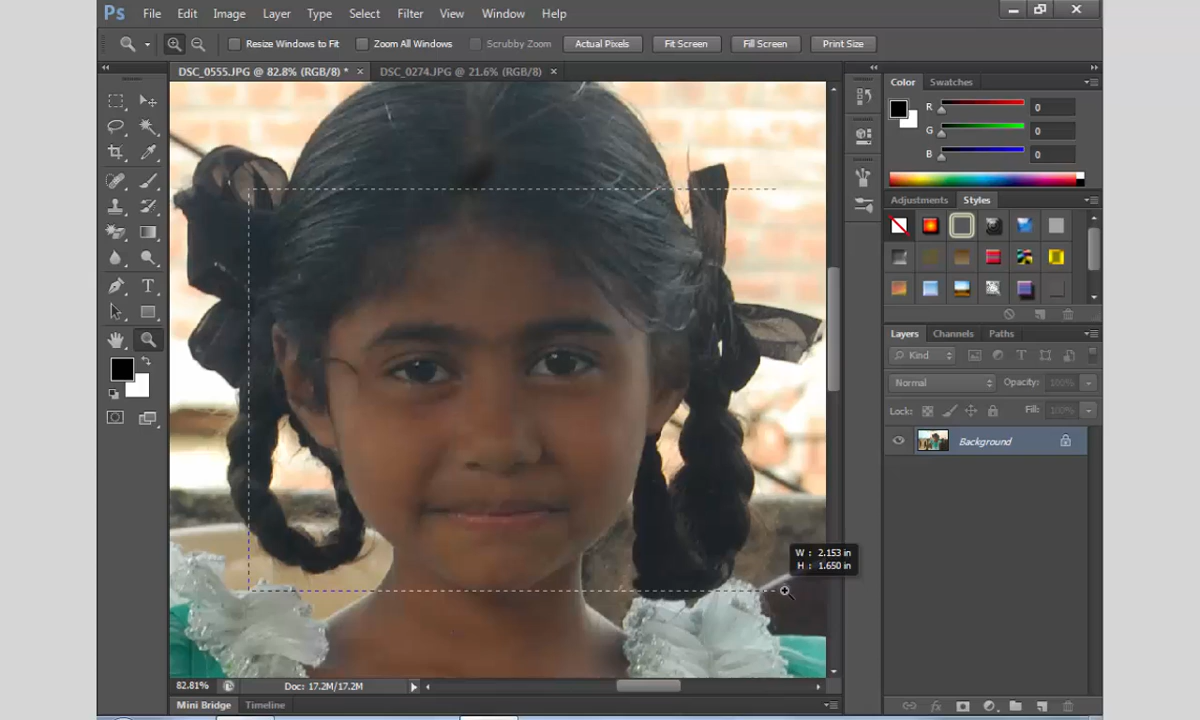 Ps File Edit Image Layer Type Select Filter View Window Help
Resize Windows to Fit Zoom All Windows Scrubby Zoom Actual Pixels Fit Screen Fill Screen Print Size
DSC_0555.JPG @ 82.8% (RGB/8) * × DSC_0274.JPG @ 21.6% (RGB/8) ×
Color Swatches
R 0
G 0
B 0
Adjustments Styles
Layers Channels Paths
Kind
Normal Opacity: 100%
Lock: Fill: 100%
Background
W : 2.153 in
H : 1.650 in
82.81% Doc: 17.2M/17.2M
Mini Bridge Timeline